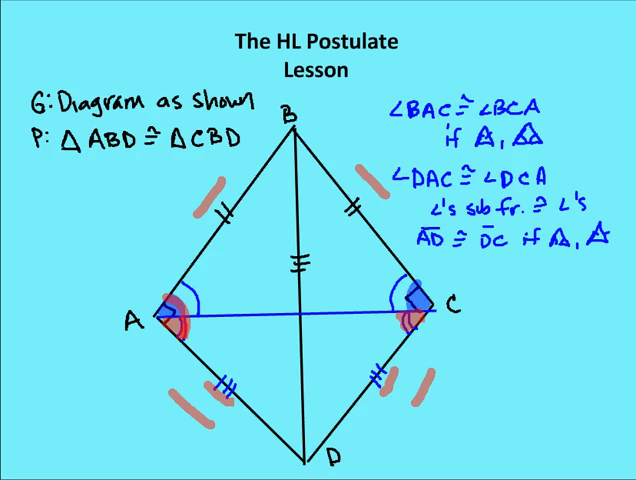 The HL Postulate
Lesson
G: Diagram as shown
P: △ ABD ≅ △ CBD
∠BAC ≅ ∠BCA
if △, △
∠DAC ≅ ∠DCA
∠'s sub fr. ≅ ∠'s
AD ≅ DC if △, △
B
A
C
D